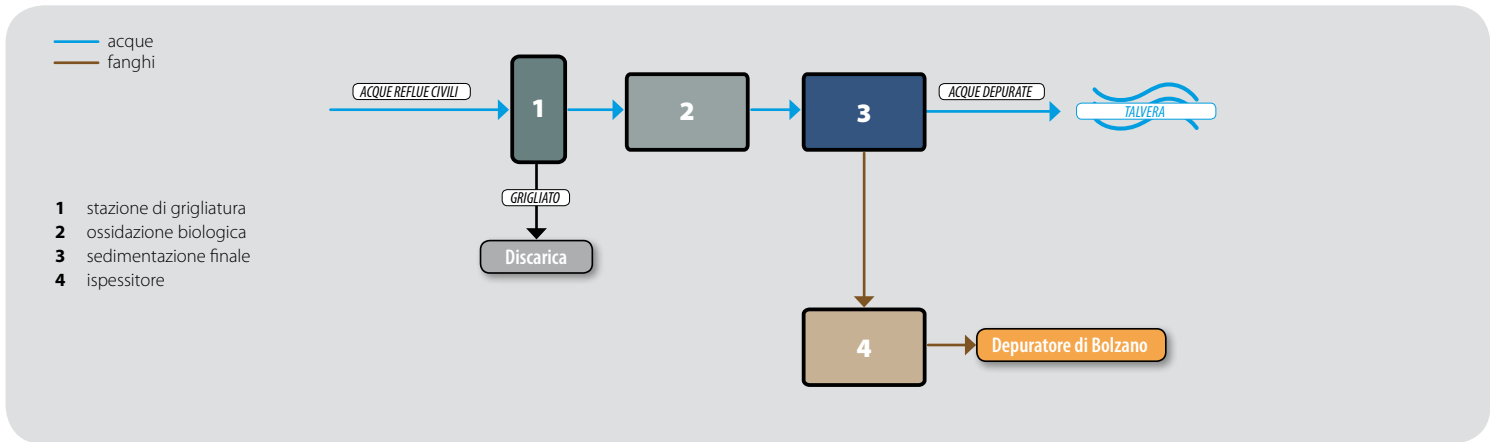 acque
fanghi
ACQUE REFLUE CIVILI
1
2
3
ACQUE DEPURATE
TALVERA
GRIGLIATO
Discarica
1 stazione di grigliatura
2 ossidazione biologica
3 sedimentazione finale
4 ispessitore
4
Depuratore di Bolzano